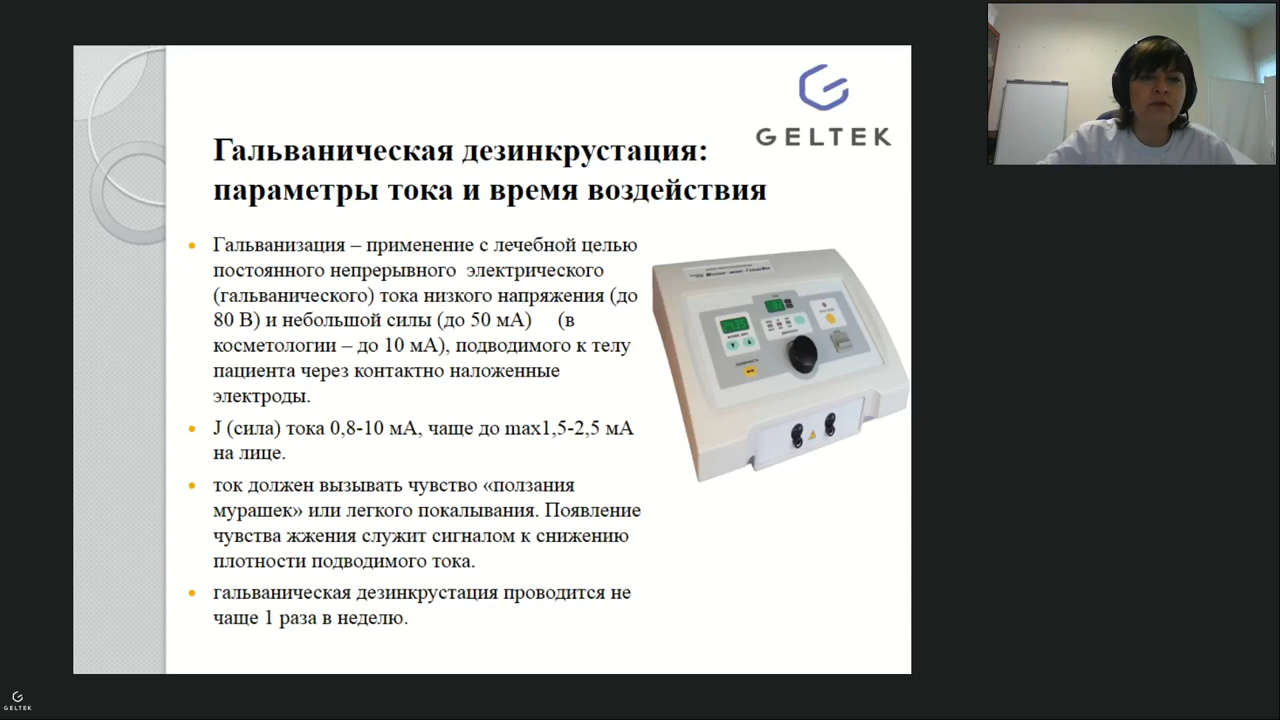 GELTEK
Гальваническая дезинкрустация:
параметры тока и время воздействия
Гальванизация – применение с лечебной целью
постоянного непрерывного электрического
(гальванического) тока низкого напряжения (до
80 В) и небольшой силы (до 50 мА) (в
косметологии – до 10 мА), подводимого к телу
пациента через контактно наложенные
электроды.
J (сила) тока 0,8-10 мА, чаще до max1,5-2,5 мА
на лице.
ток должен вызывать чувство «ползания
мурашек» или легкого покалывания. Появление
чувства жжения служит сигналом к снижению
плотности подводимого тока.
гальваническая дезинкрустация проводится не
чаще 1 раза в неделю.
GELTEK